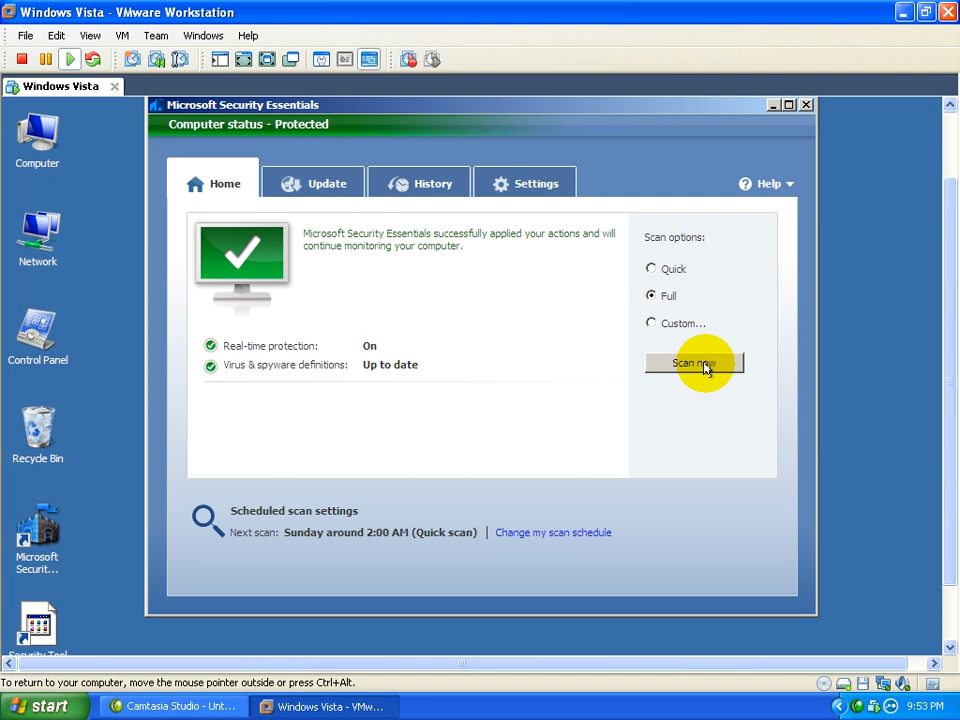 Windows Vista - VMware Workstation
File Edit View VM Team Windows Help
Windows Vista
Microsoft Security Essentials
Computer status - Protected
Home
Update
History
Settings
Help
Microsoft Security Essentials successfully applied your actions and will
continue monitoring your computer.
Real-time protection: On
Virus & spyware definitions: Up to date
Scan options:
Quick
Full
Custom...
Scan now
Scheduled scan settings
Next scan: Sunday around 2:00 AM (Quick scan) | Change my scan schedule
Computer
Network
Control Panel
Recycle Bin
Microsoft
Securit...
Security Tool
To return to your computer, move the mouse pointer outside or press Ctrl+Alt.
start
Camtasia Studio - Unt...
Windows Vista - VMw...
9:53 PM